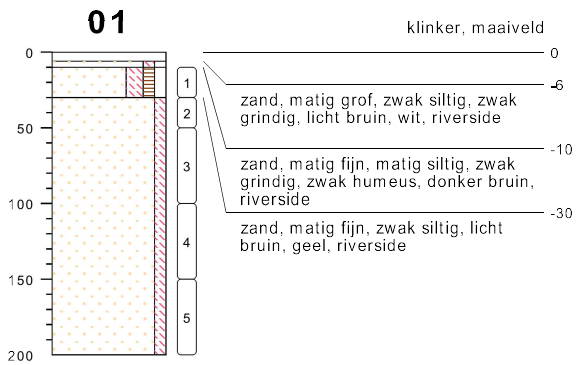 01
klinker, maaiveld
0
0
-6
zand, matig grof, zwak siltig, zwak
grindig, licht bruin, wit, riverside
1
2
50
-10
zand, matig fijn, matig siltig, zwak
grindig, zwak humeus, donker bruin,
riverside
3
100
-30
zand, matig fijn, zwak siltig, licht
bruin, geel, riverside
4
150
5
200